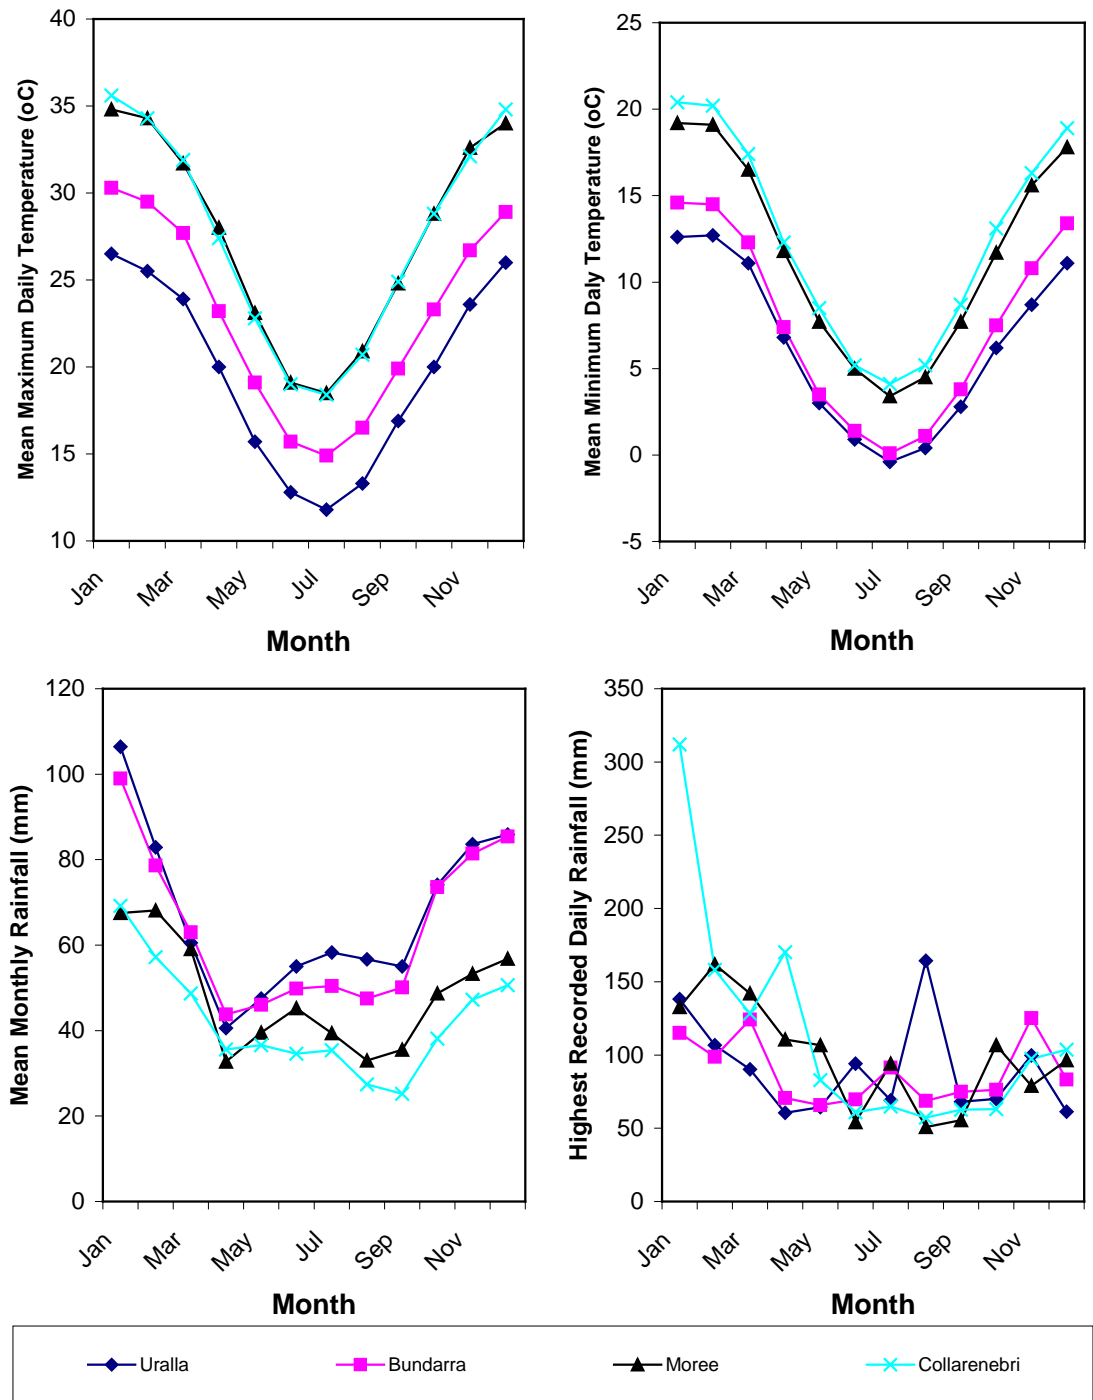 40
35
30
25
20
15
10
Mean Maximum Daily Temperature (oC)
Jan Mar May Jul Sep Nov
Month
25
20
15
10
5
0
-5
Mean Minimum Daly Temperature (oC)
Jan Mar May Jul Sep Nov
Month
120
100
80
60
40
20
0
Mean Monthly Rainfall (mm)
Jan Mar May Jul Sep Nov
Month
350
300
250
200
150
100
50
0
Highest Recorded Daily Rainfall (mm)
Jan Mar May Jul Sep Nov
Month
Uralla Bundarra Moree Collarenebri